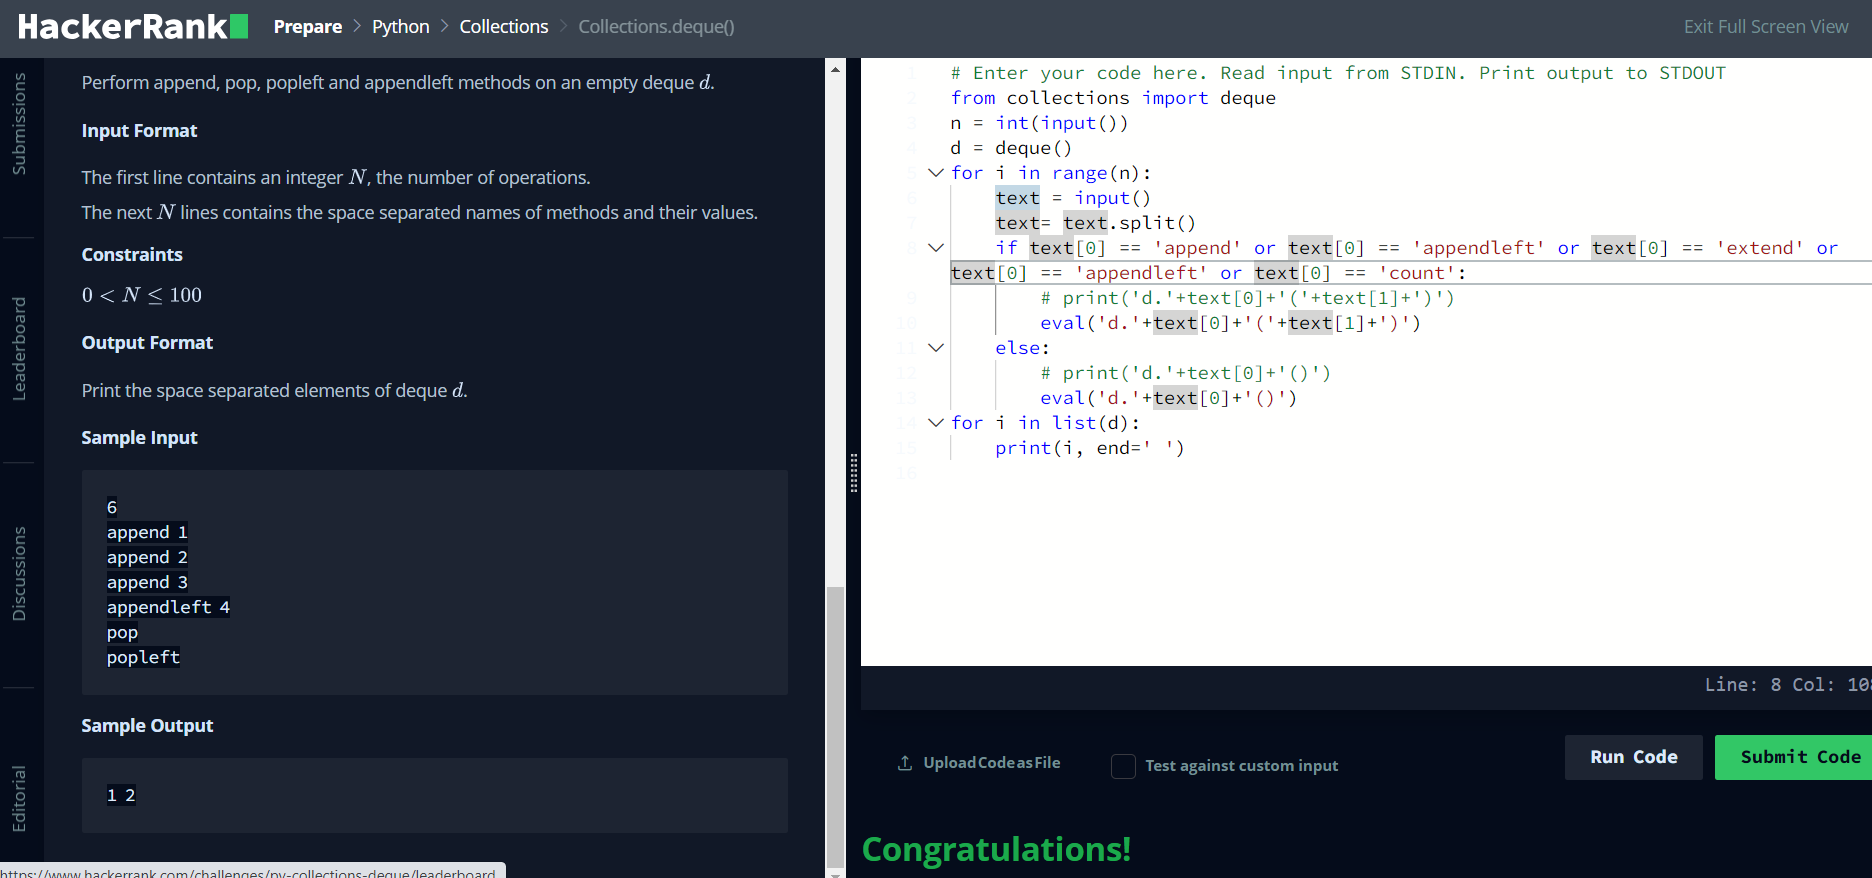 HackerRank
Prepare > Python > Collections > Collections.deque()
Exit Full Screen View
Submissions
Leaderboard
Discussions
Editorial
Perform append, pop, popleft and appendleft methods on an empty deque d.
Input Format
The first line contains an integer N, the number of operations.
The next N lines contains the space separated names of methods and their values.
Constraints
0 < N ≤ 100
Output Format
Print the space separated elements of deque d.
Sample Input
6
append 1
append 2
append 3
appendleft 4
pop
popleft
Sample Output
1 2
https://www.hackerrank.com/challenges/py-collections-deque/leaderboard
1 # Enter your code here. Read input from STDIN. Print output to STDOUT
2 from collections import deque
3 n = int(input())
4 d = deque()
5 for i in range(n):
6     text = input()
7     text= text.split()
8     if text[0] == 'append' or text[0] == 'appendleft' or text[0] == 'extend' or
text[0] == 'appendleft' or text[0] == 'count':
9         # print('d.'+text[0]+'('+text[1]+')')
10         eval('d.'+text[0]+'('+text[1]+')')
11     else:
12         # print('d.'+text[0]+'()')
13         eval('d.'+text[0]+'()')
14 for i in list(d):
15     print(i, end=' ')
16
Line: 8 Col: 108
Upload Code as File
Test against custom input
Run Code
Submit Code
Congratulations!